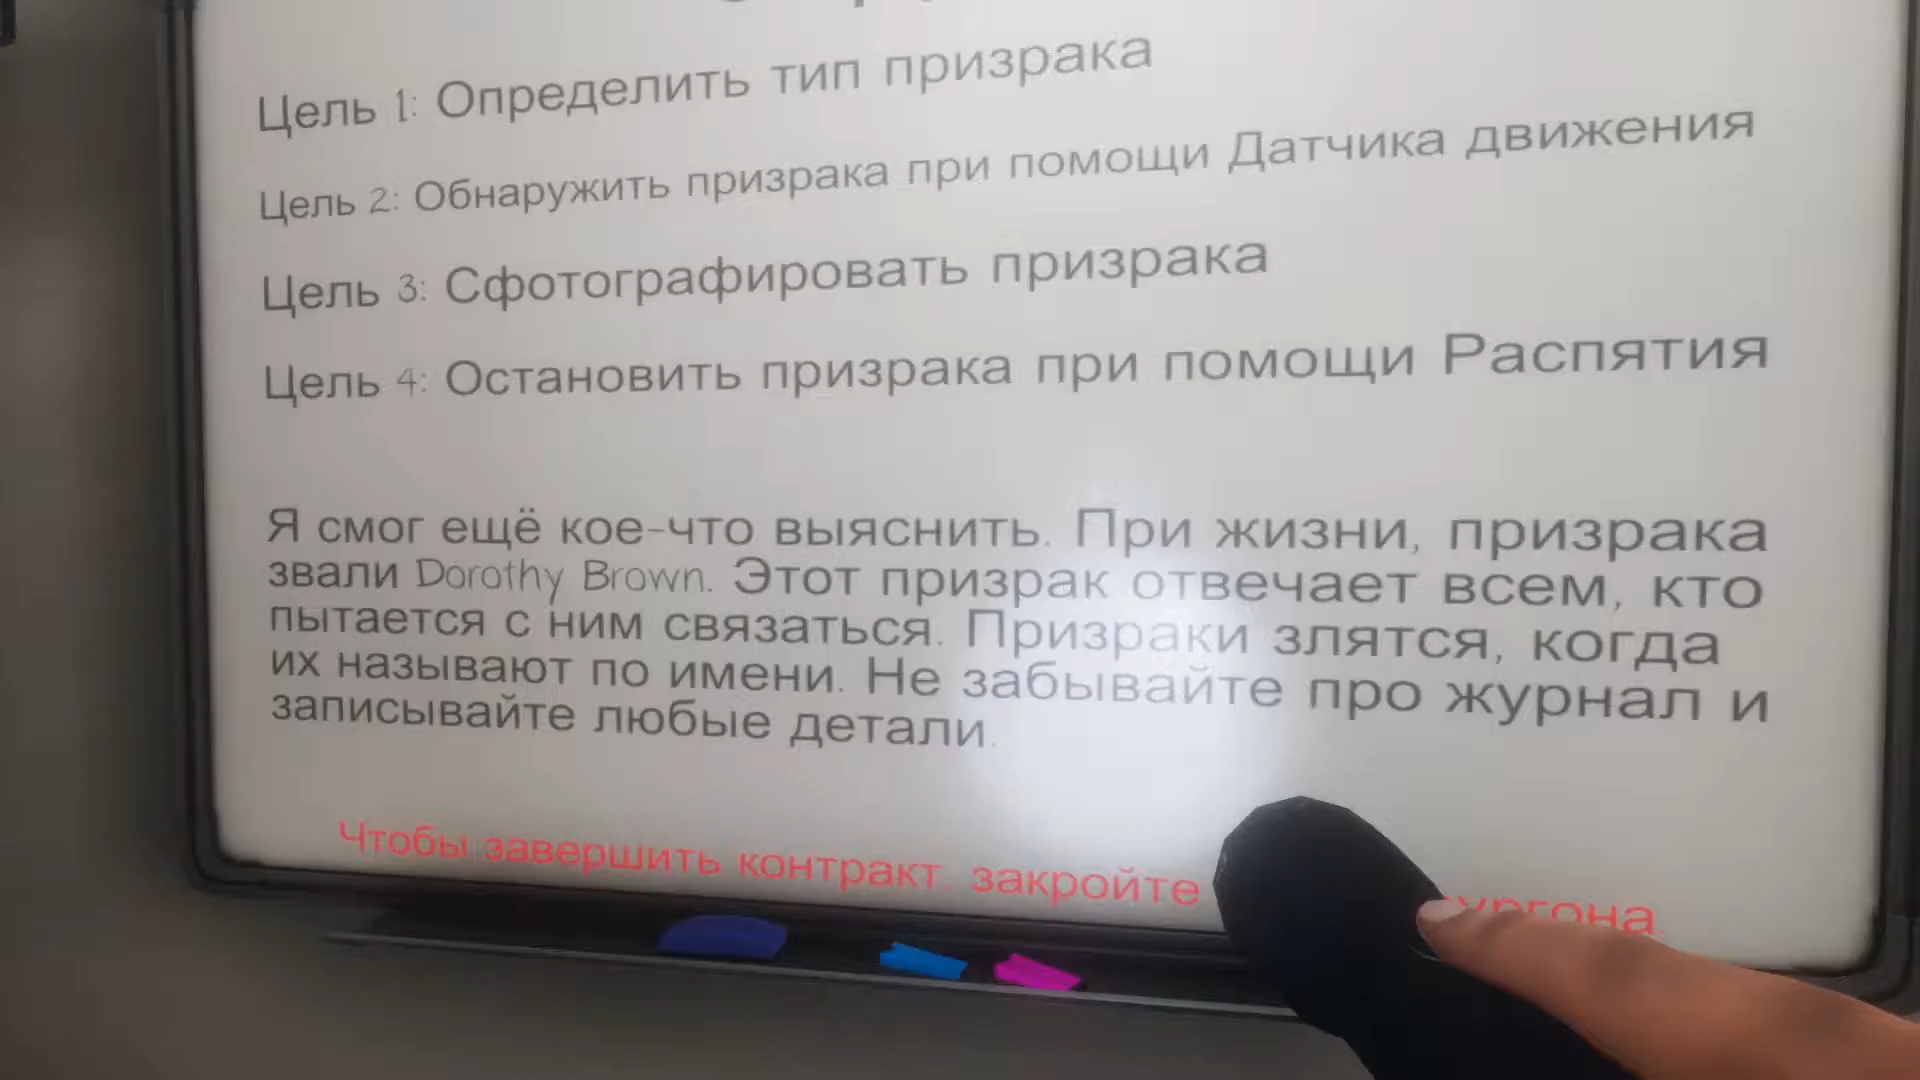 Цель 1: Определить тип призрака
Цель 2: Обнаружить призрака при помощи Датчика движения
Цель 3: Сфотографировать призрака
Цель 4: Остановить призрака при помощи Распятия
Я смог ещё кое-что выяснить. При жизни, призрака
звали Dorothy Brown. Этот призрак отвечает всем, кто
пытается с ним связаться. Призраки злятся, когда
их называют по имени. Не забывайте про журнал и
записывайте любые детали.
Чтобы завершить контракт, закройте